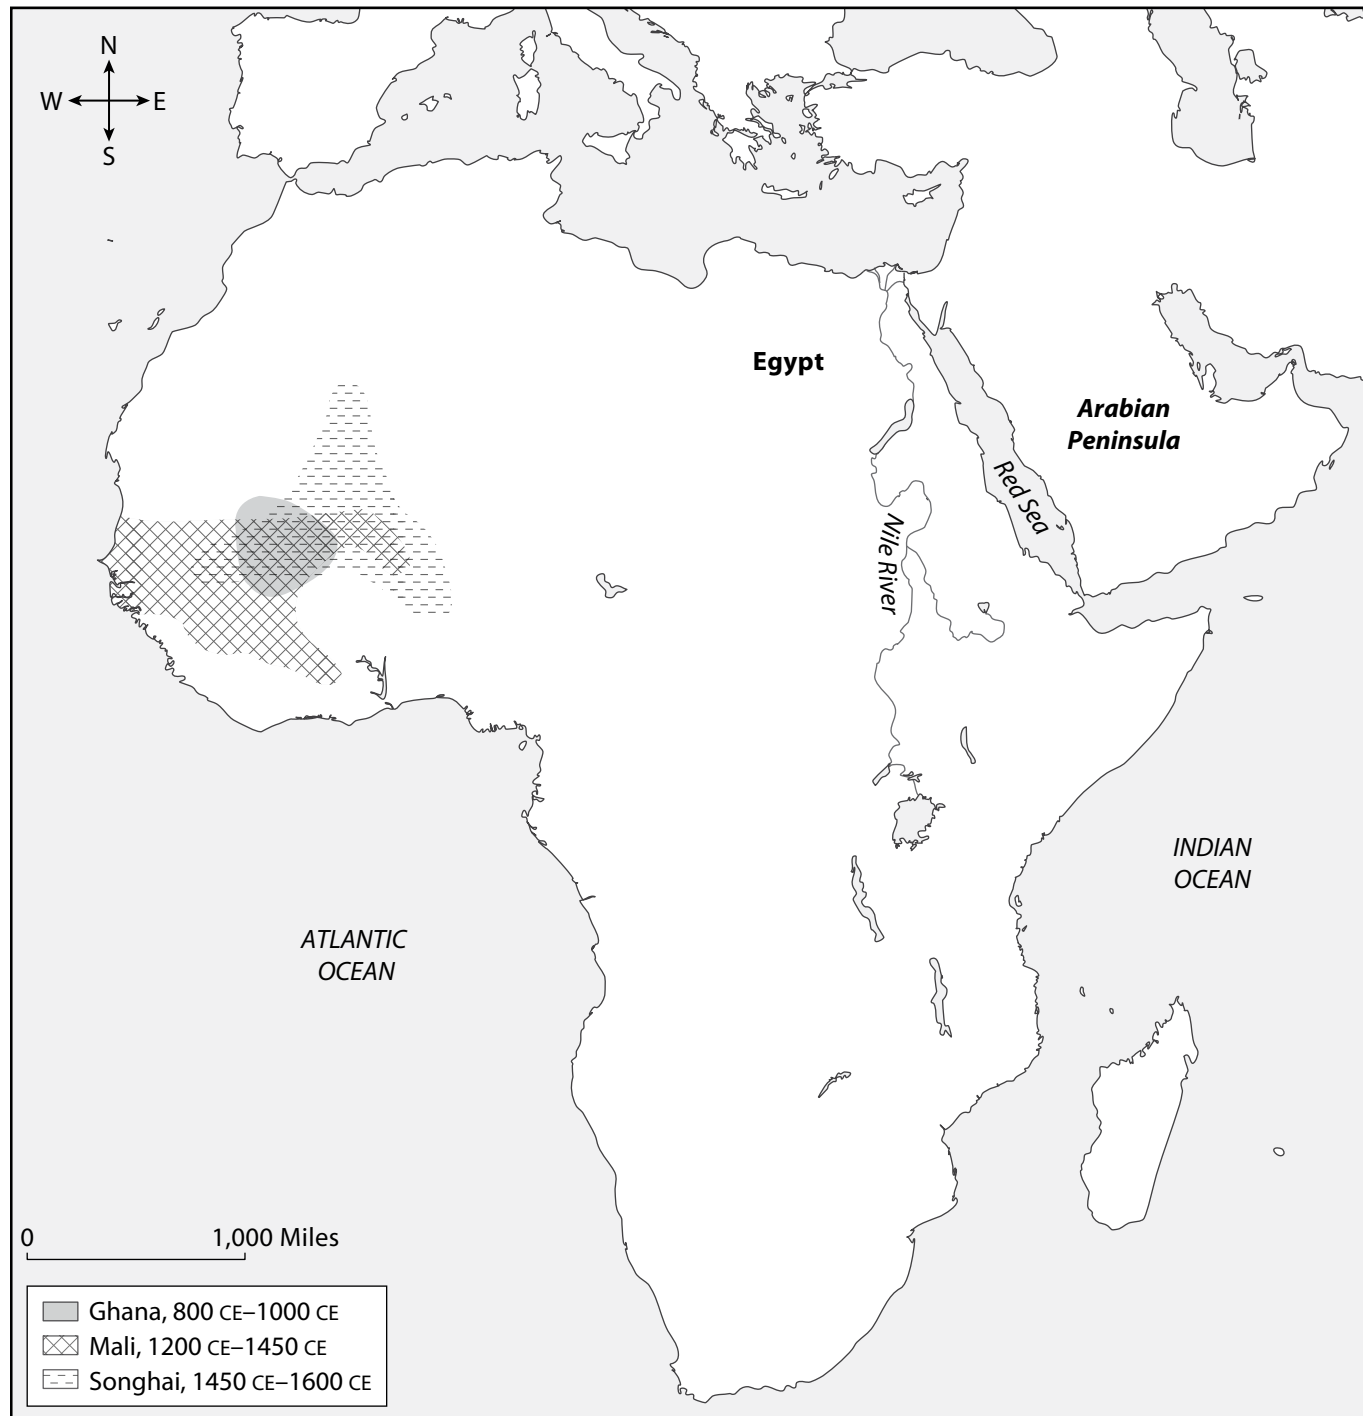 N
W E
S
Egypt
Arabian
Peninsula
Red Sea
Nile River
INDIAN
OCEAN
ATLANTIC
OCEAN
0 1,000 Miles
Ghana, 800 CE–1000 CE
Mali, 1200 CE–1450 CE
Songhai, 1450 CE–1600 CE